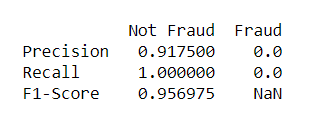 Not Fraud Fraud
Precision 0.917500 0.0
Recall 1.000000 0.0
F1-Score 0.956975 NaN